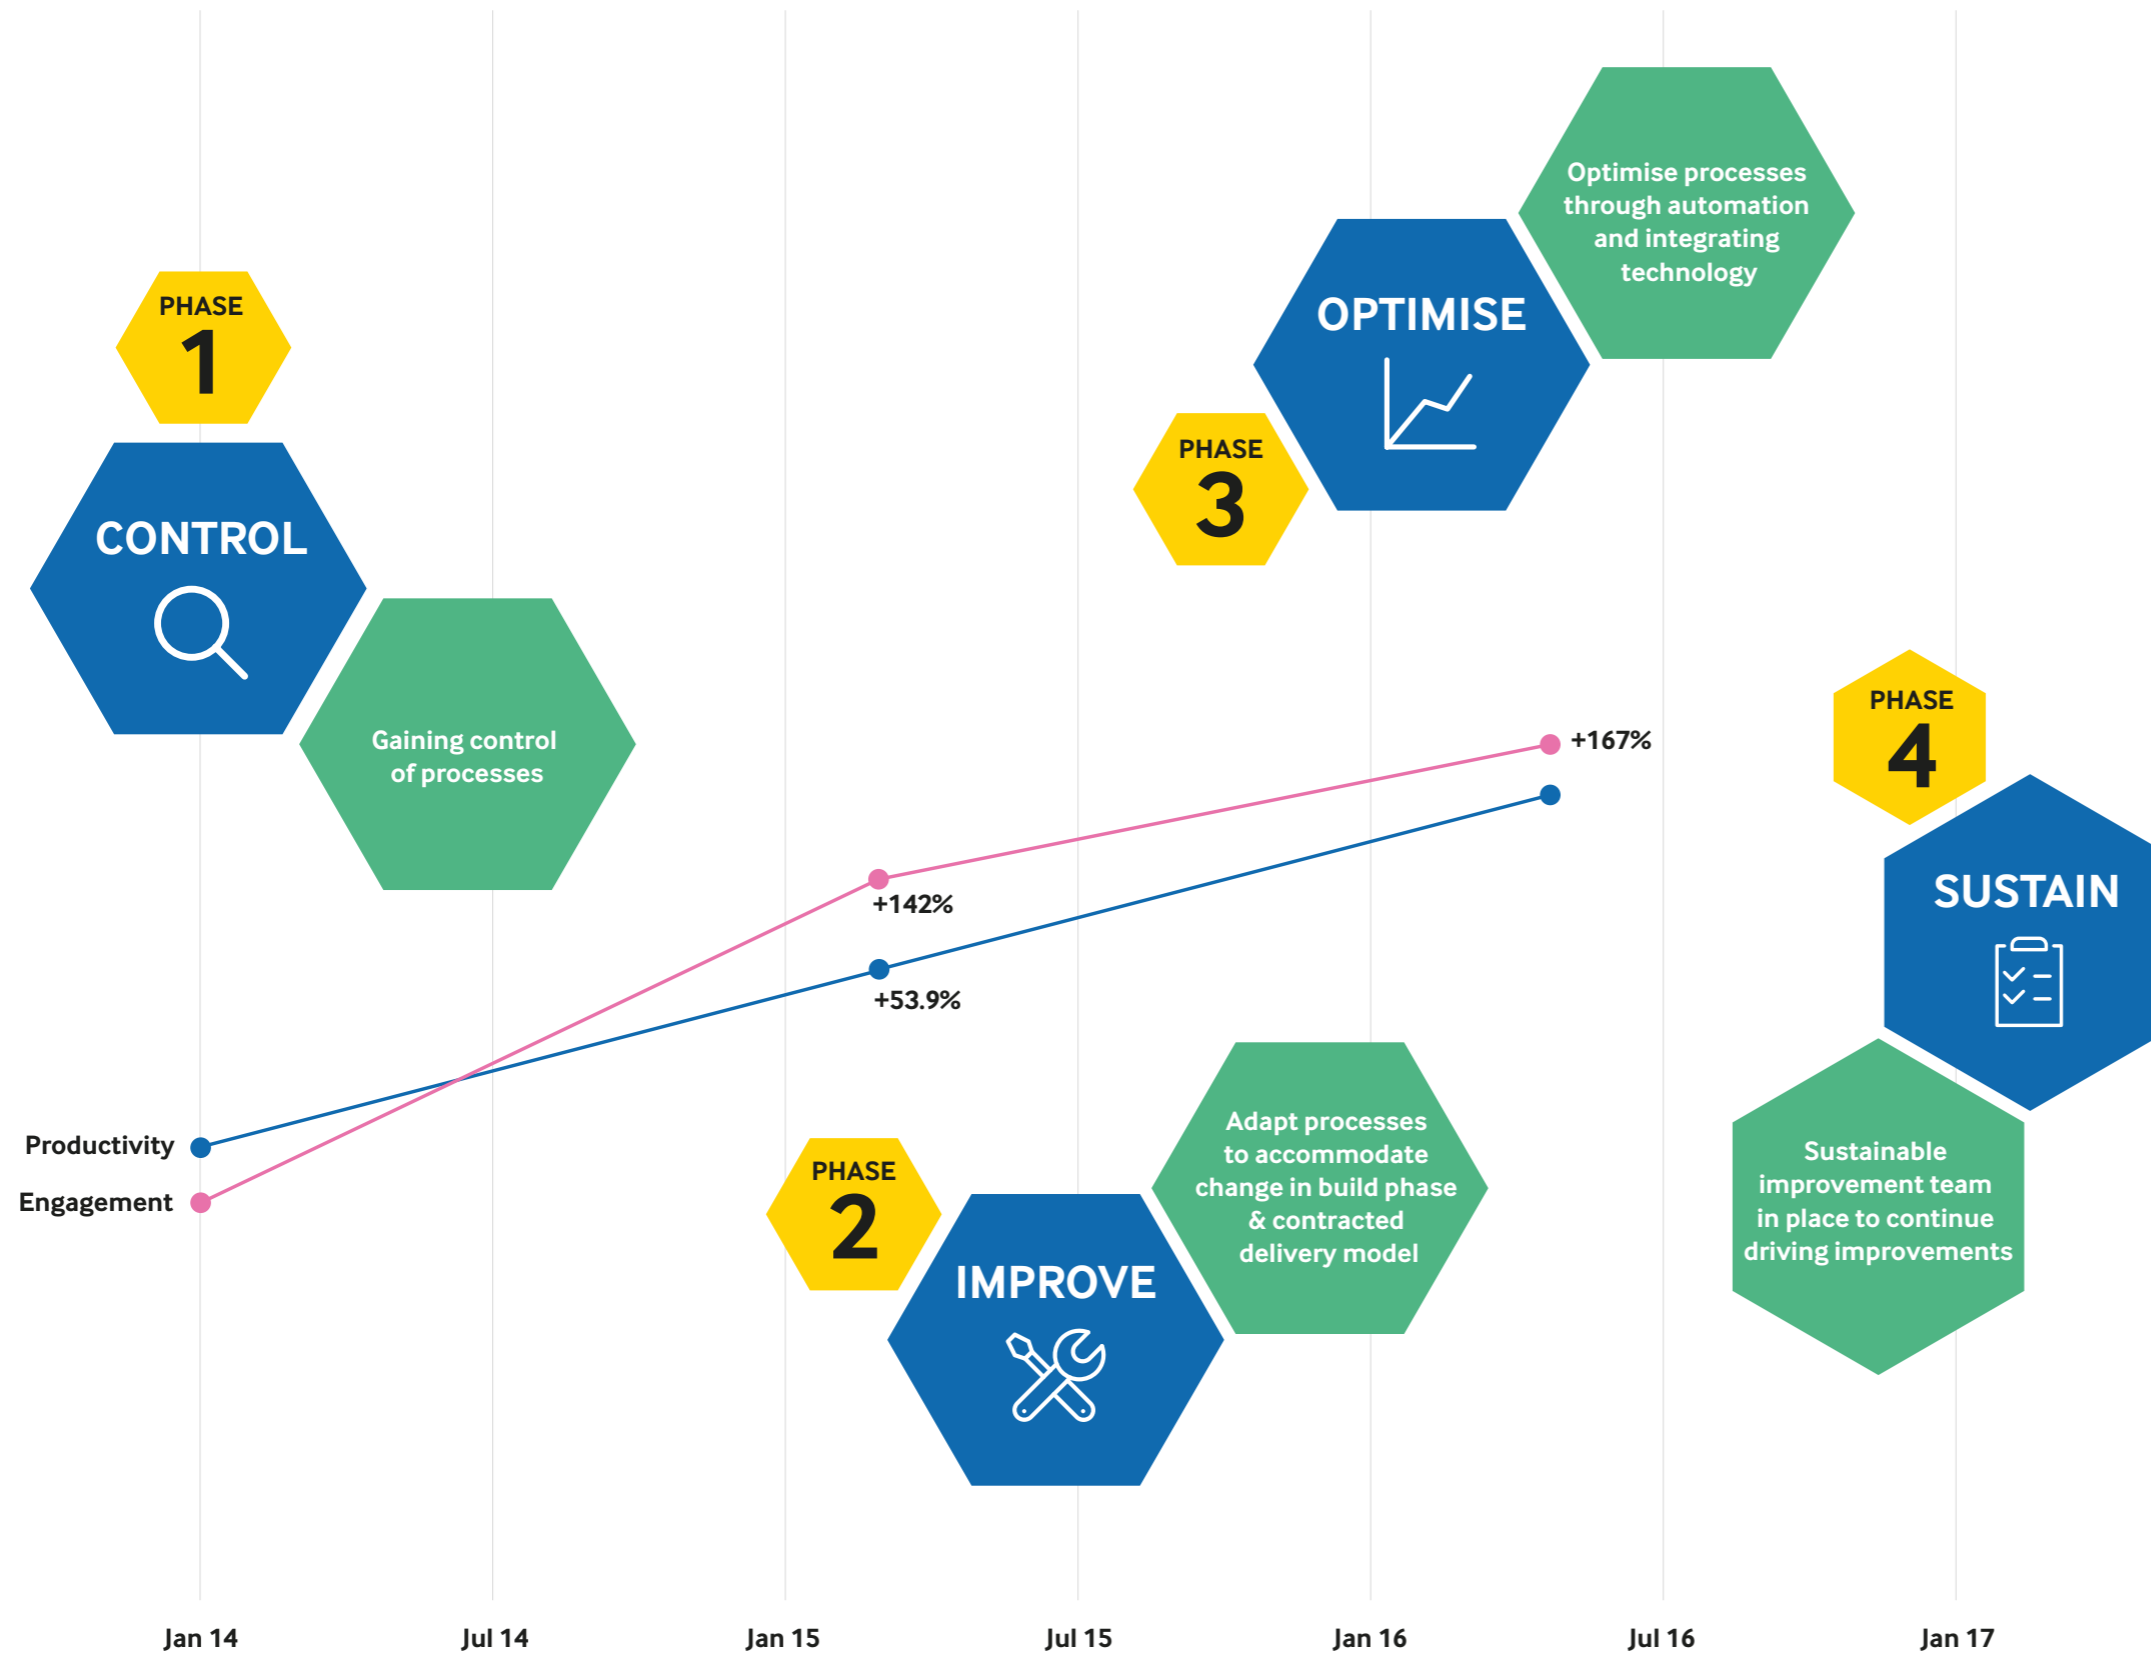 PHASE
1
CONTROL
Gaining control
of processes
PHASE
3
OPTIMISE
Optimise processes
through automation
and integrating
technology
PHASE
4
SUSTAIN
Sustainable
improvement team
in place to continue
driving improvements
+167%
+142%
+53.9%
Productivity
Engagement
PHASE
2
IMPROVE
Adapt processes
to accommodate
change in build phase
& contracted
delivery model
Jan 14
Jul 14
Jan 15
Jul 15
Jan 16
Jul 16
Jan 17